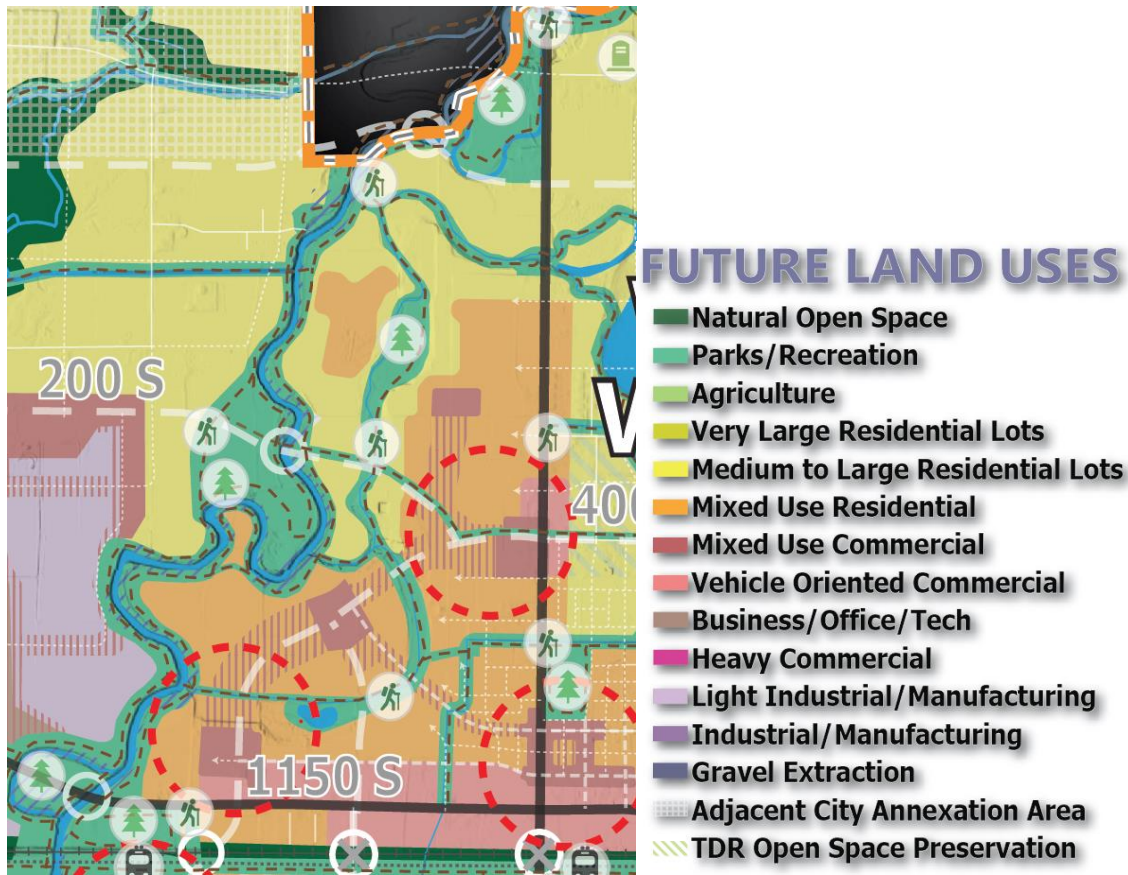 200 S
400
1150 S
W
FUTURE LAND USES
Natural Open Space
Parks/Recreation
Agriculture
Very Large Residential Lots
Medium to Large Residential Lots
Mixed Use Residential
Mixed Use Commercial
Vehicle Oriented Commercial
Business/Office/Tech
Heavy Commercial
Light Industrial/Manufacturing
Industrial/Manufacturing
Gravel Extraction
Adjacent City Annexation Area
TDR Open Space Preservation